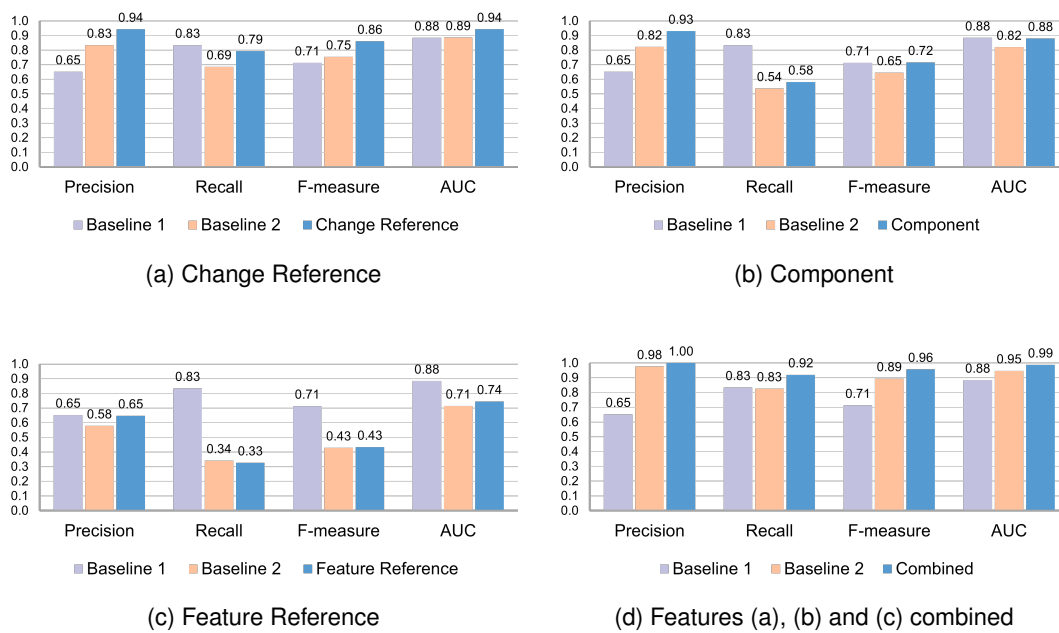 1.0
0.9
0.8
0.7
0.6
0.5
0.4
0.3
0.2
0.1
0.0
0.65 0.83 0.94 0.83 0.69 0.79 0.71 0.75 0.86 0.88 0.89 0.94
Precision Recall F-measure AUC
Baseline 1 Baseline 2 Change Reference
(a) Change Reference
1.0
0.9
0.8
0.7
0.6
0.5
0.4
0.3
0.2
0.1
0.0
0.65 0.82 0.93 0.83 0.54 0.58 0.71 0.65 0.72 0.88 0.82 0.88
Precision Recall F-measure AUC
Baseline 1 Baseline 2 Component
(b) Component
1.0
0.9
0.8
0.7
0.6
0.5
0.4
0.3
0.2
0.1
0.0
0.65 0.58 0.65 0.83 0.34 0.33 0.71 0.43 0.43 0.88 0.71 0.74
Precision Recall F-measure AUC
Baseline 1 Baseline 2 Feature Reference
(c) Feature Reference
1.0
0.9
0.8
0.7
0.6
0.5
0.4
0.3
0.2
0.1
0.0
0.65 0.98 1.00 0.83 0.83 0.92 0.71 0.89 0.96 0.88 0.95 0.99
Precision Recall F-measure AUC
Baseline 1 Baseline 2 Combined
(d) Features (a), (b) and (c) combined